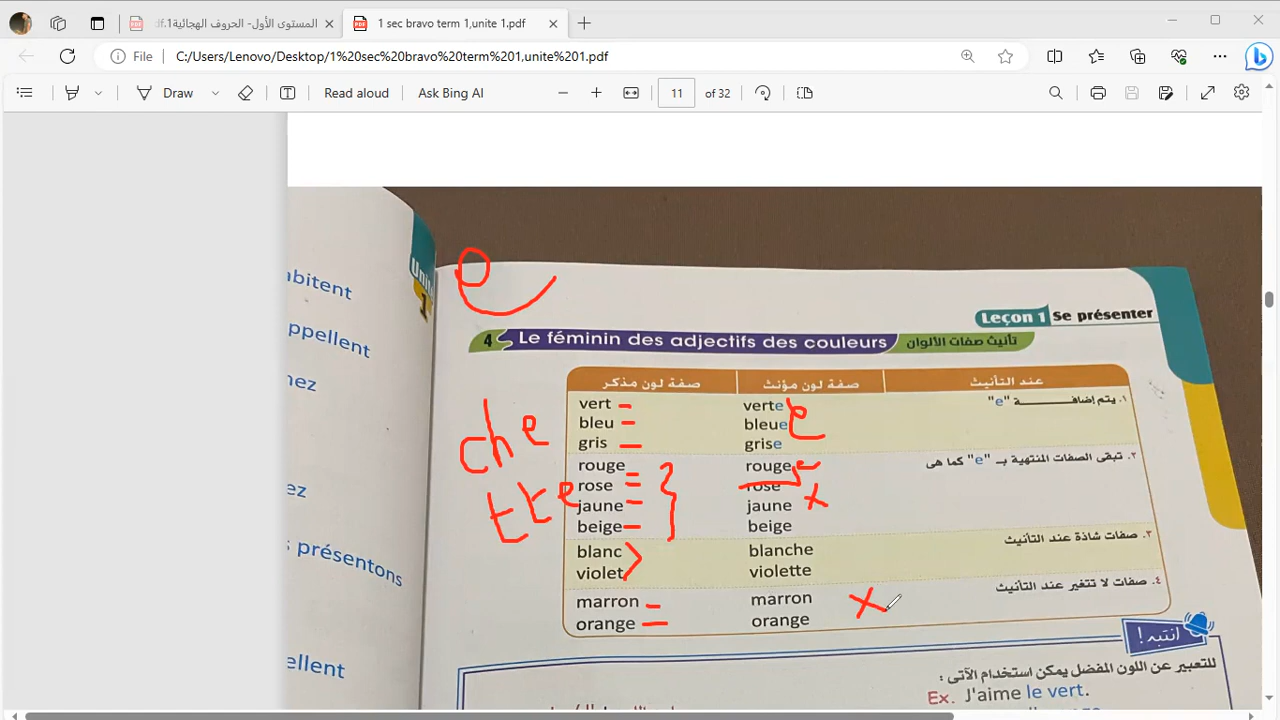 المستوى الأول- الحروف الهجائية1.pdf
1 sec bravo term 1,unite 1.pdf
File
C:/Users/Lenovo/Desktop/1%20sec%20bravo%20term%201,unite%201.pdf
Draw
Read aloud
Ask Bing AI
11
of 32
e
Unité
1
Leçon 1 Se présenter
4 Le féminin des adjectifs des couleurs تأنيث صفات الألوان
صفة لون مذكر صفة لون مؤنث عند التأنيث
vert verte ١. يتم إضافة "e"
bleu bleue
gris grise
rouge rouge ٢. تبقى الصفات المنتهية بـ "e" كما هى
rose rose
jaune jaune
beige beige
blanc blanche ٣. صفات شاذة عند التأنيث
violet violette
marron marron ٤. صفات لا تتغير عند التأنيث
orange orange
e
che
tte
abitent
appellent
nez
ez
s présentons
ellent
انتبه!
للتعبير عن اللون المفضل يمكن استخدام الآتى :
Ex. J'aime le vert.